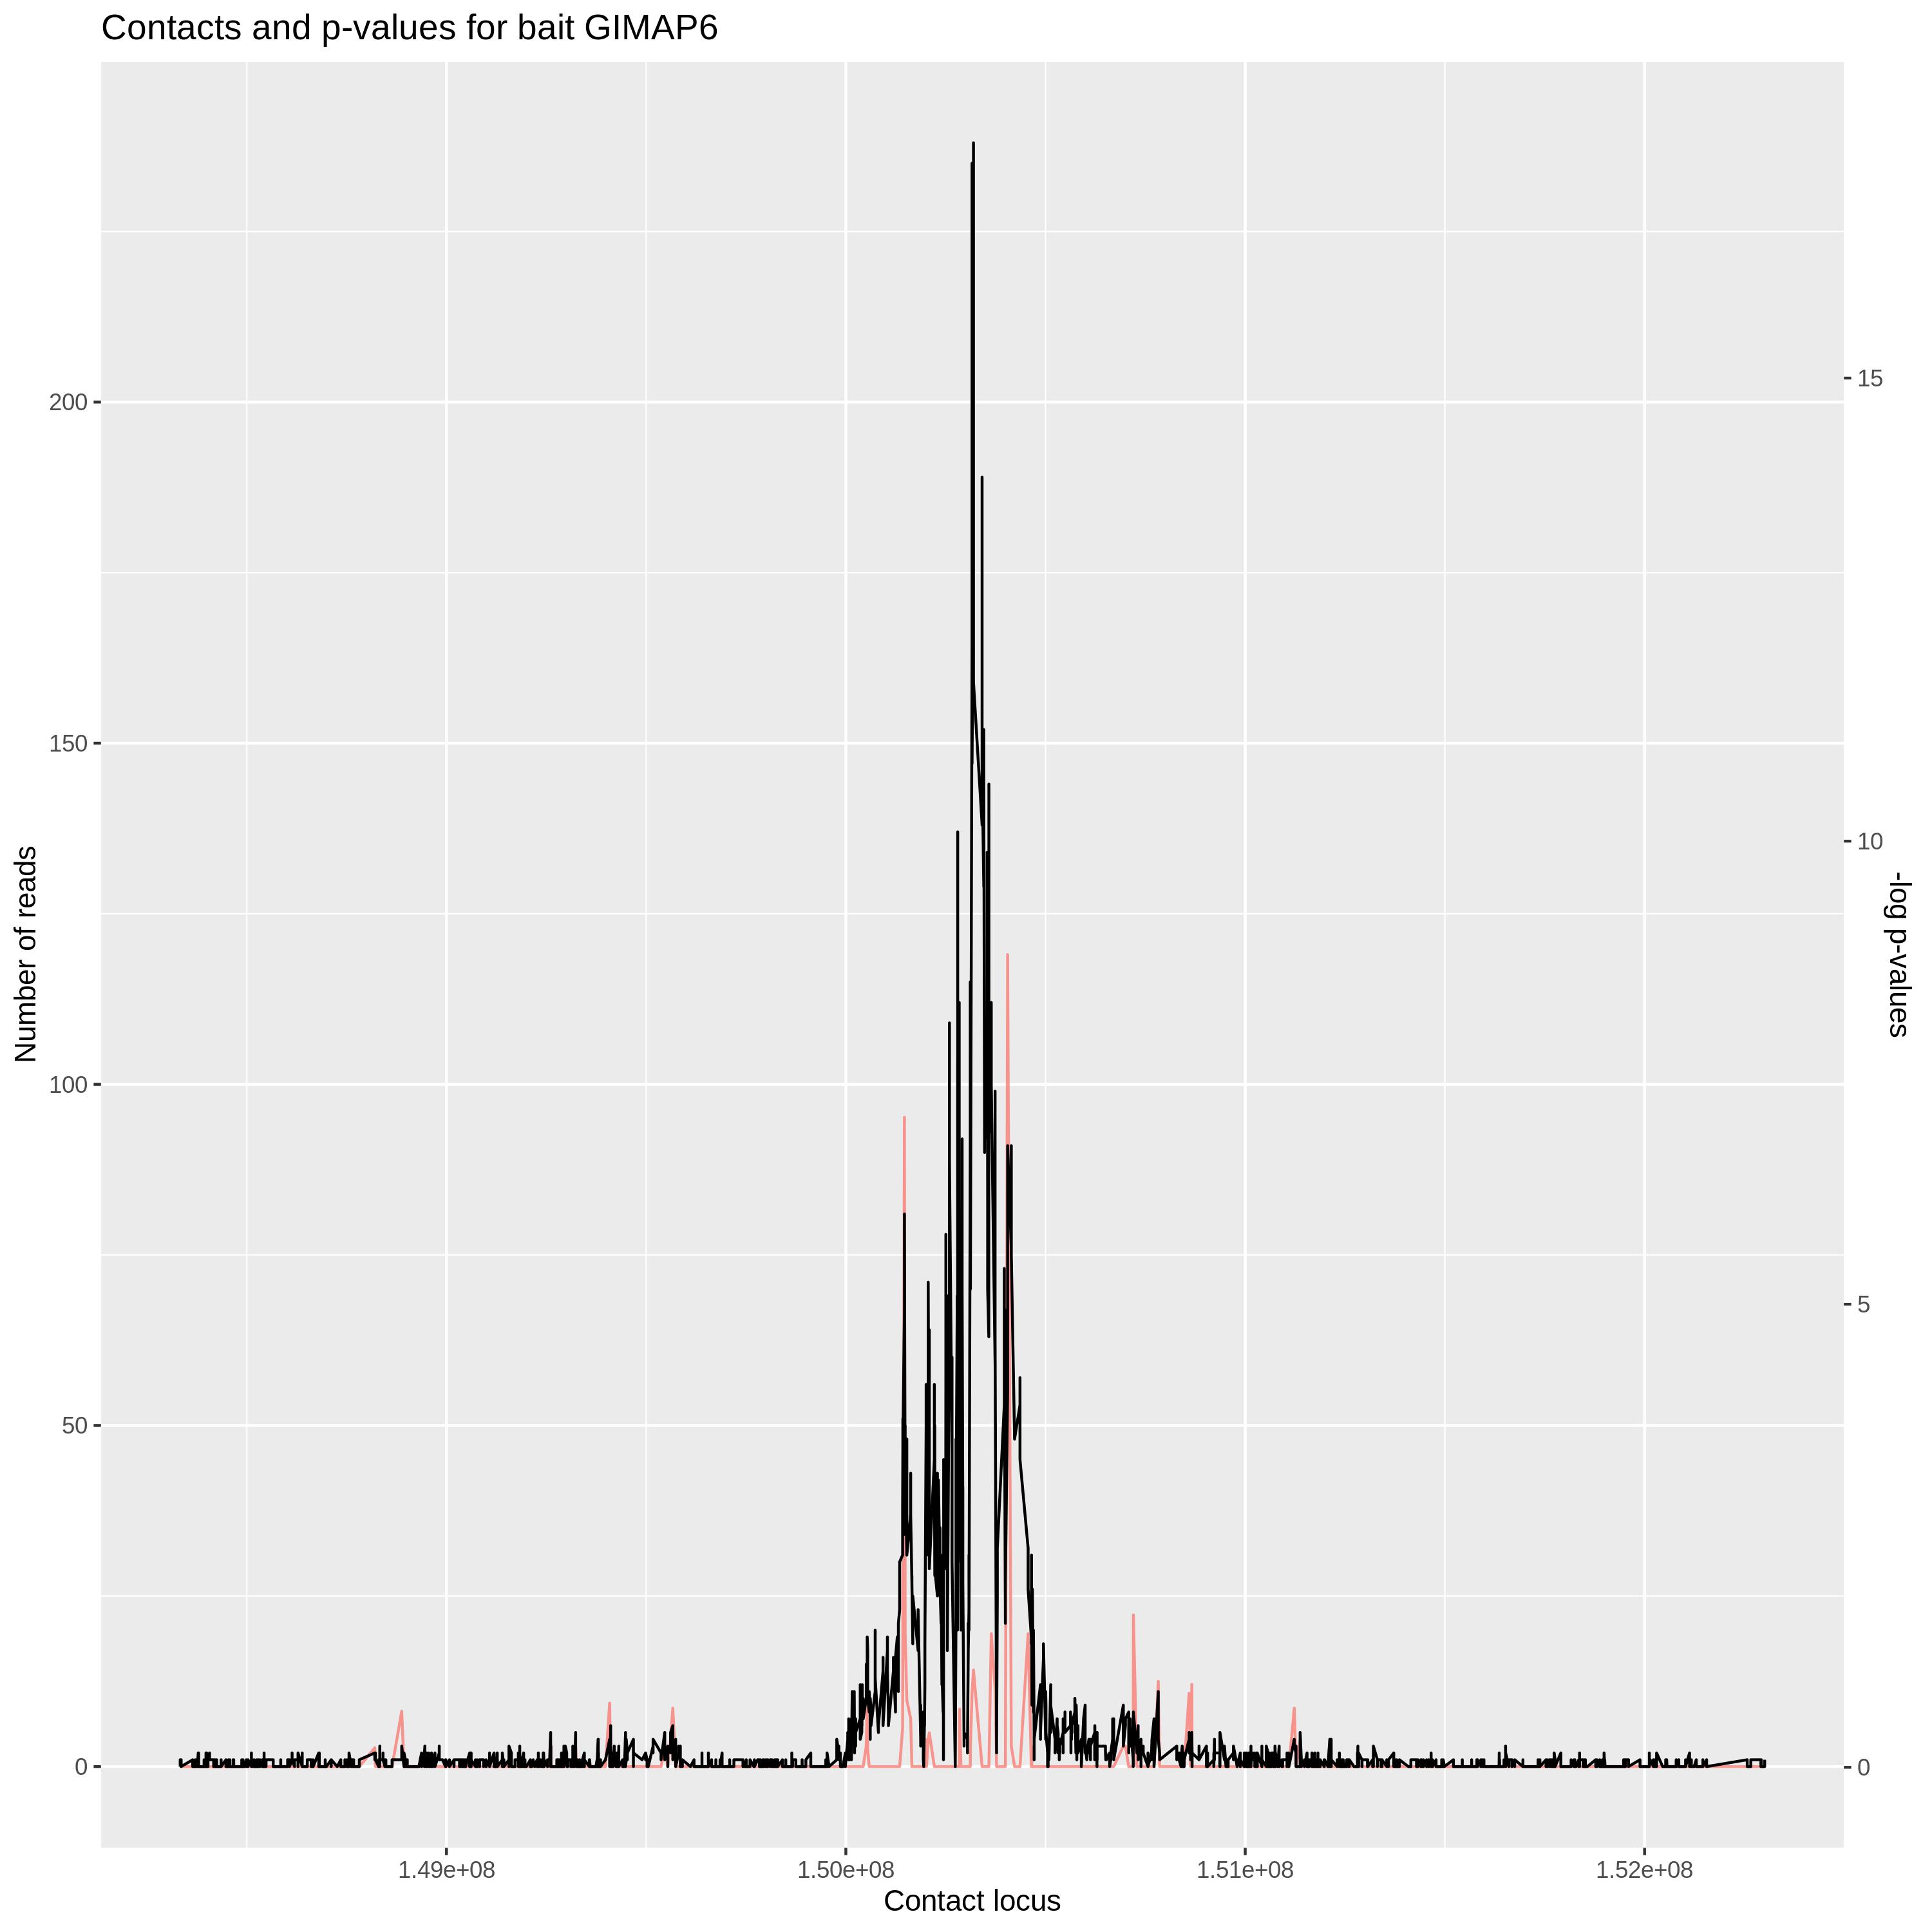 Contacts and p-values for bait GIMAP6
Number of reads
200
150
100
50
0
15
10
5
0
-log p-values
1.49e+08
1.50e+08
1.51e+08
1.52e+08
Contact locus